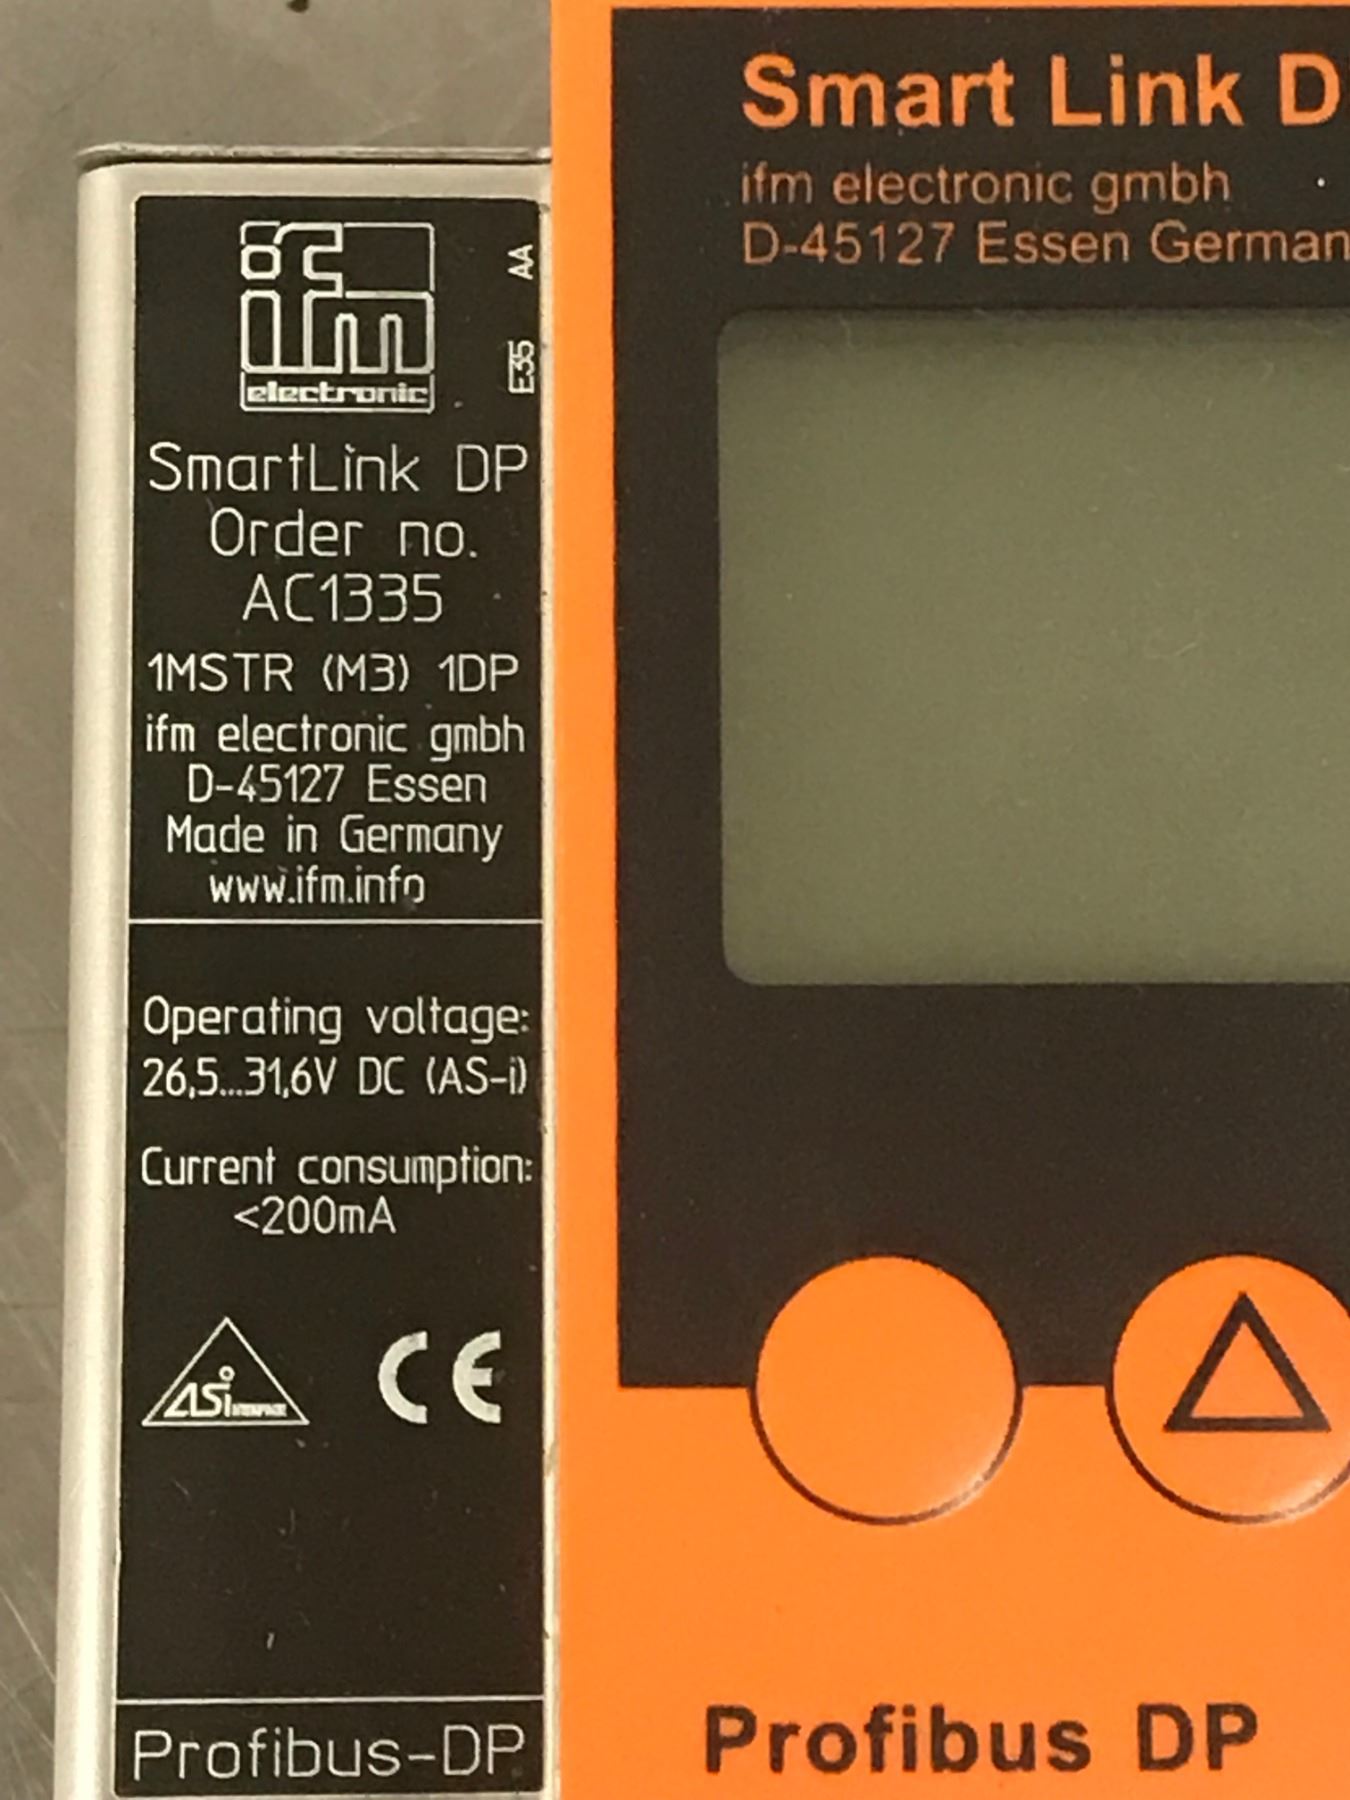 ifm
electronic
AA
E35
SmartLink DP
Order no.
AC1335
1MSTR (M3) 1DP
ifm electronic gmbh
D-45127 Essen
Made in Germany
www.ifm.info
Operating voltage:
26,5...31,6V DC (AS-i)
Current consumption:
<200mA
ASi INTERFACE
CE
Profibus-DP
Smart Link D
ifm electronic gmbh
D-45127 Essen German
Profibus DP